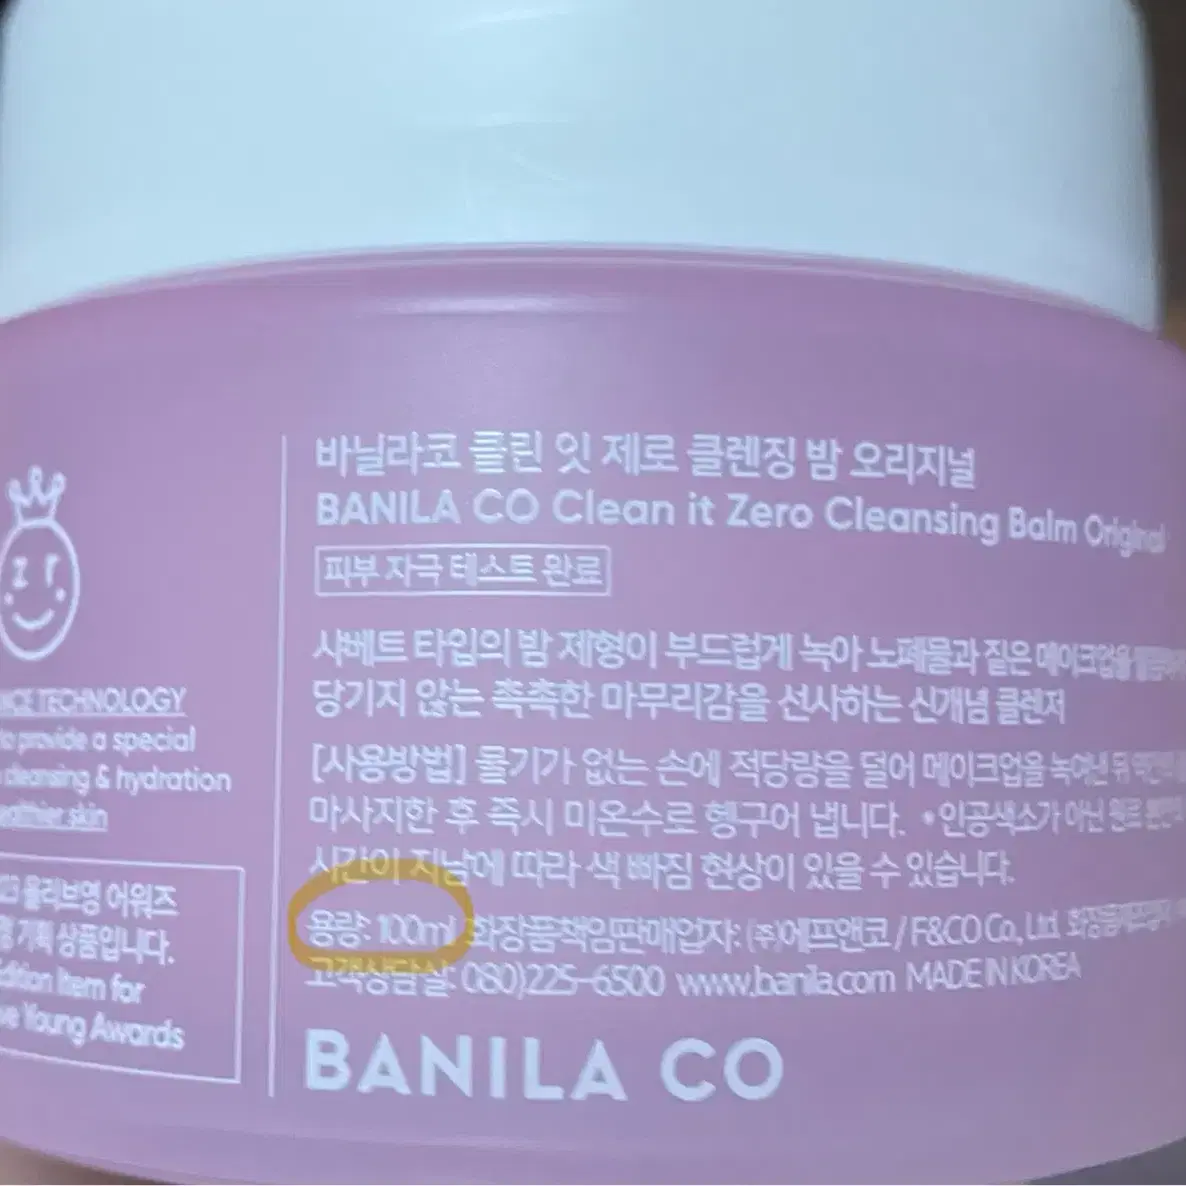 TECHNOLOGY
to provide a special
cleansing & hydration
skin
올리브영 어워즈
기획 상품입니다.
Edition Item for
Young Awards
바닐라코 클린 잇 제로 클렌징 밤 오리지널
BANILA CO Clean it Zero Cleansing Balm Original
피부 자극 테스트 완료
샤베트 타입의 밤 제형이 부드럽게 녹아 노폐물과 짙은 메이크업을
당기지 않는 촉촉한 마무리감을 선사하는 신개념 클렌저
[사용방법] 물기가 없는 손에 적당량을 덜어 메이크업을 녹여낸 뒤
마사지한 후 즉시 미온수로 헹구어 냅니다. •인공색소가 아닌
시간이 지남에 따라 색 빠짐 현상이 있을 수 있습니다.
용량: 100ml 화장품책임판매업자: (주)에프앤코 / F&CO Co., Ltd.
고객상담실: 080)225-6500 www.banila.com MADE IN KOREA
BANILA CO